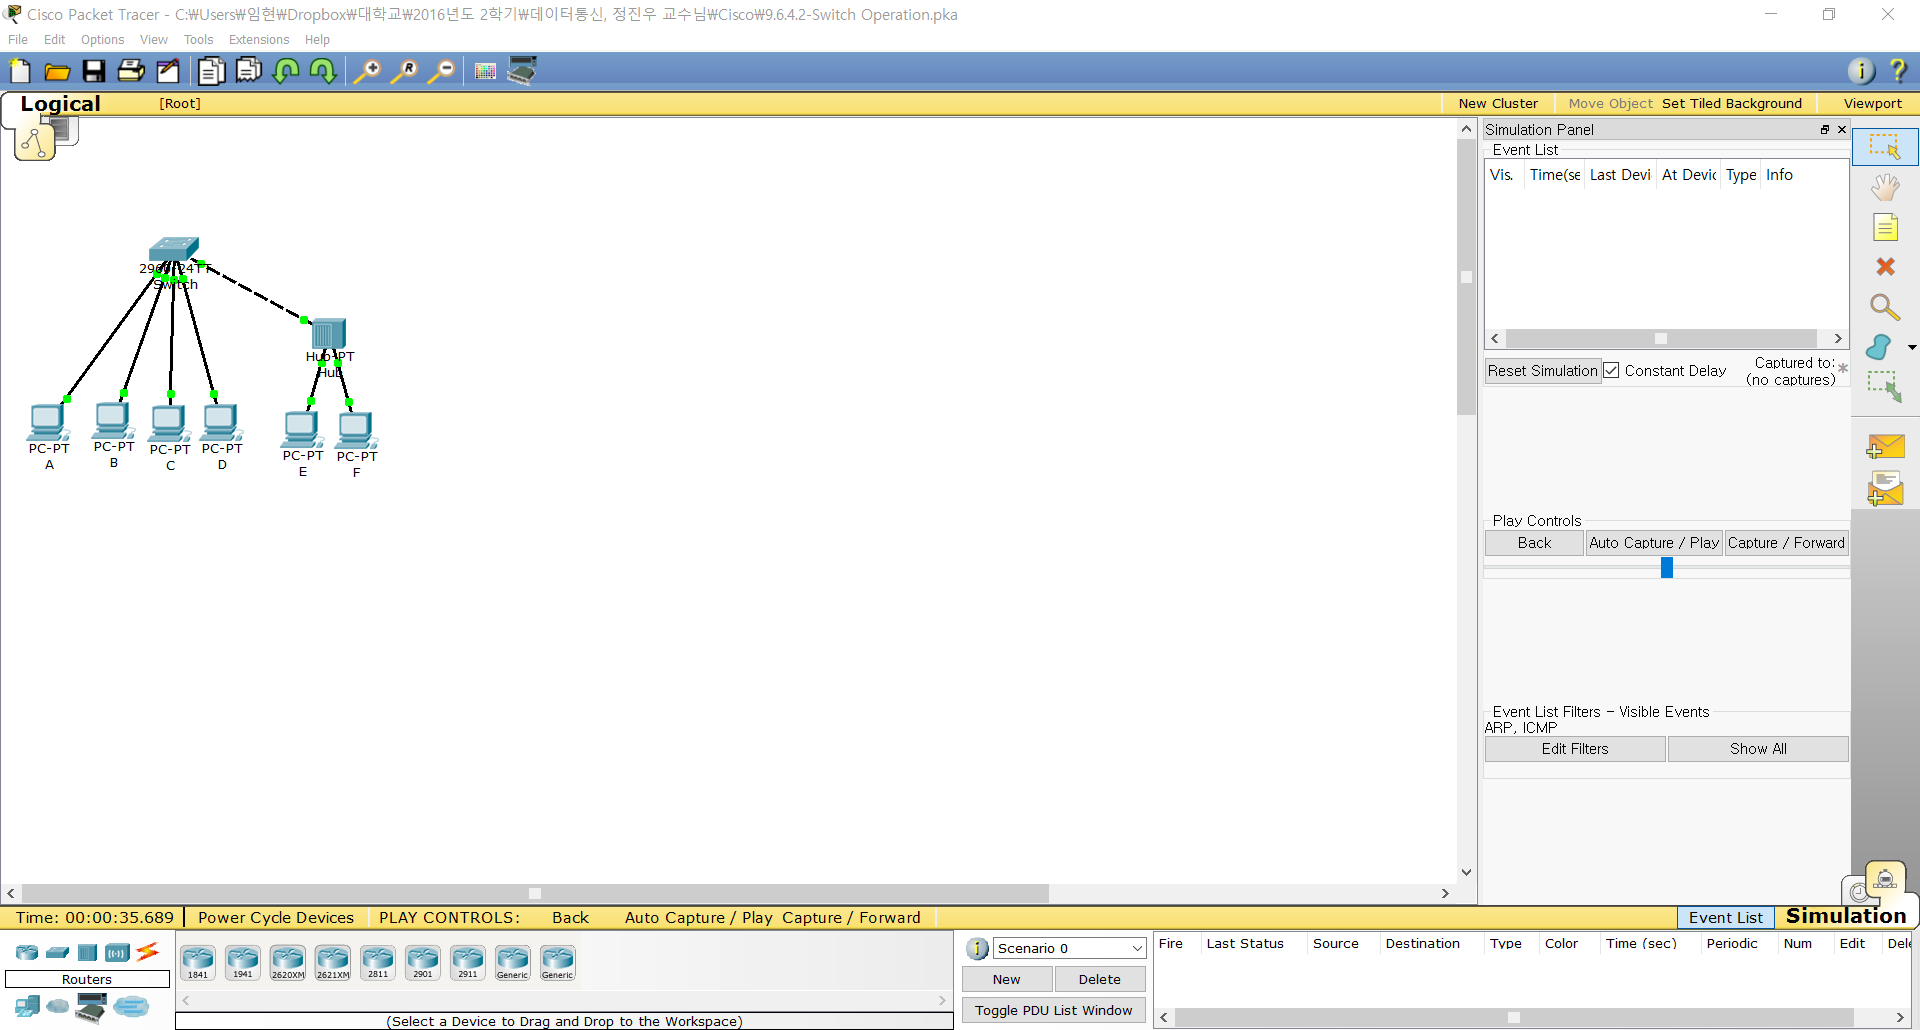 Cisco Packet Tracer - C:₩Users₩임현₩Dropbox₩대학교₩2016년도 2학기₩데이터통신, 정진우 교수님₩Cisco₩9.6.4.2-Switch Operation.pka
File Edit Options View Tools Extensions Help
Logical [Root] New Cluster Move Object Set Tiled Background Viewport
Simulation Panel
Event List
Vis. Time(se Last Devi At Devic Type Info
2960-24TT
Switch
Hub-PT
Hub
PC-PT
A
PC-PT
B
PC-PT
C
PC-PT
D
PC-PT
E
PC-PT
F
Reset Simulation Constant Delay Captured to: *
(no captures)
Play Controls
Back Auto Capture / Play Capture / Forward
Event List Filters - Visible Events
ARP, ICMP
Edit Filters Show All
Time: 00:00:35.689 Power Cycle Devices PLAY CONTROLS: Back Auto Capture / Play Capture / Forward Event List Simulation
Routers
1841 1941 2620XM 2621XM 2811 2901 2911 Generic Generic
(Select a Device to Drag and Drop to the Workspace)
Scenario 0
New Delete
Toggle PDU List Window
Fire Last Status Source Destination Type Color Time (sec) Periodic Num Edit Dele